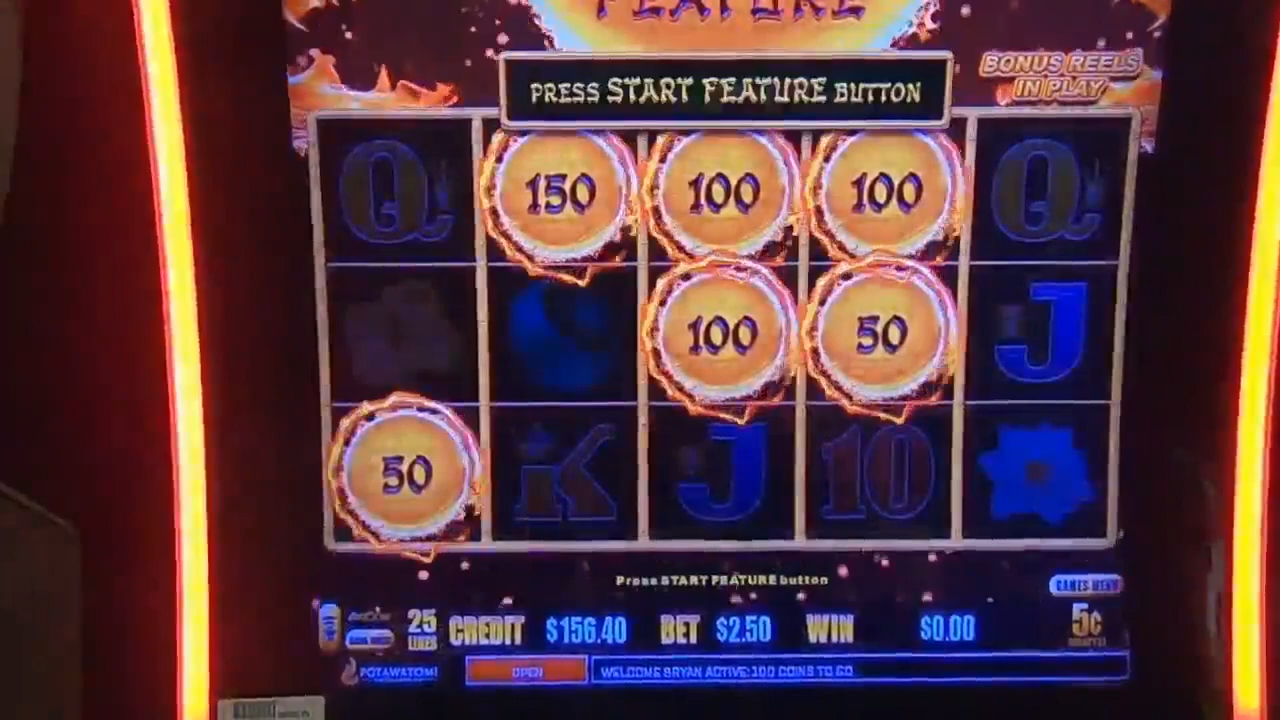 FEATURE
PRESS START FEATURE BUTTON
BONUS REELS
IN PLAY
Q 150 100 100 Q
100 50 J
50 K J 10
Press START FEATURE button
GAMES MENU
25 LINES CREDIT $156.40 BET $2.50 WIN $0.00 5¢
POTAWATOMI OPEN WELCOME BRYAN ACTIVE: 100 COINS TO GO